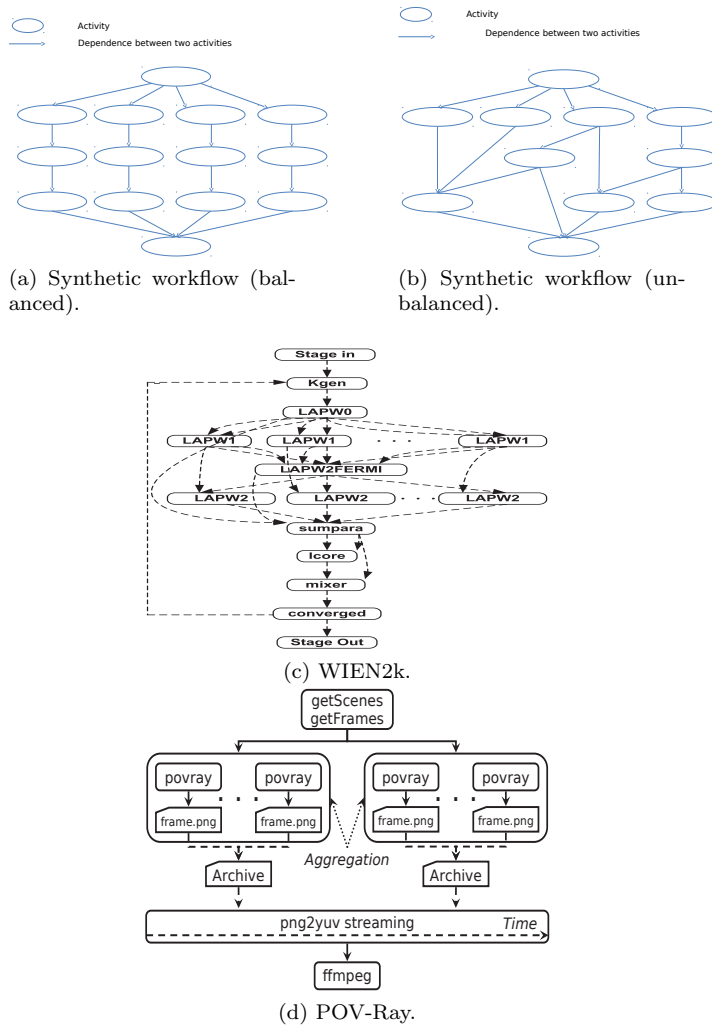 Activity
Dependence between two activities
Activity
Dependence between two activities
(a) Synthetic workflow (bal-
anced).
(b) Synthetic workflow (un-
balanced).
Stage in
Kgen
LAPW0
LAPW1
LAPW1
. . .
LAPW1
LAPW2FERMI
LAPW2
LAPW2
. . .
LAPW2
sumpara
lcore
mixer
converged
Stage Out
(c) WIEN2k.
getScenes
getFrames
povray
. . .
povray
povray
. . .
povray
frame.png
frame.png
frame.png
frame.png
Aggregation
Archive
Archive
png2yuv streaming
Time
ffmpeg
(d) POV-Ray.